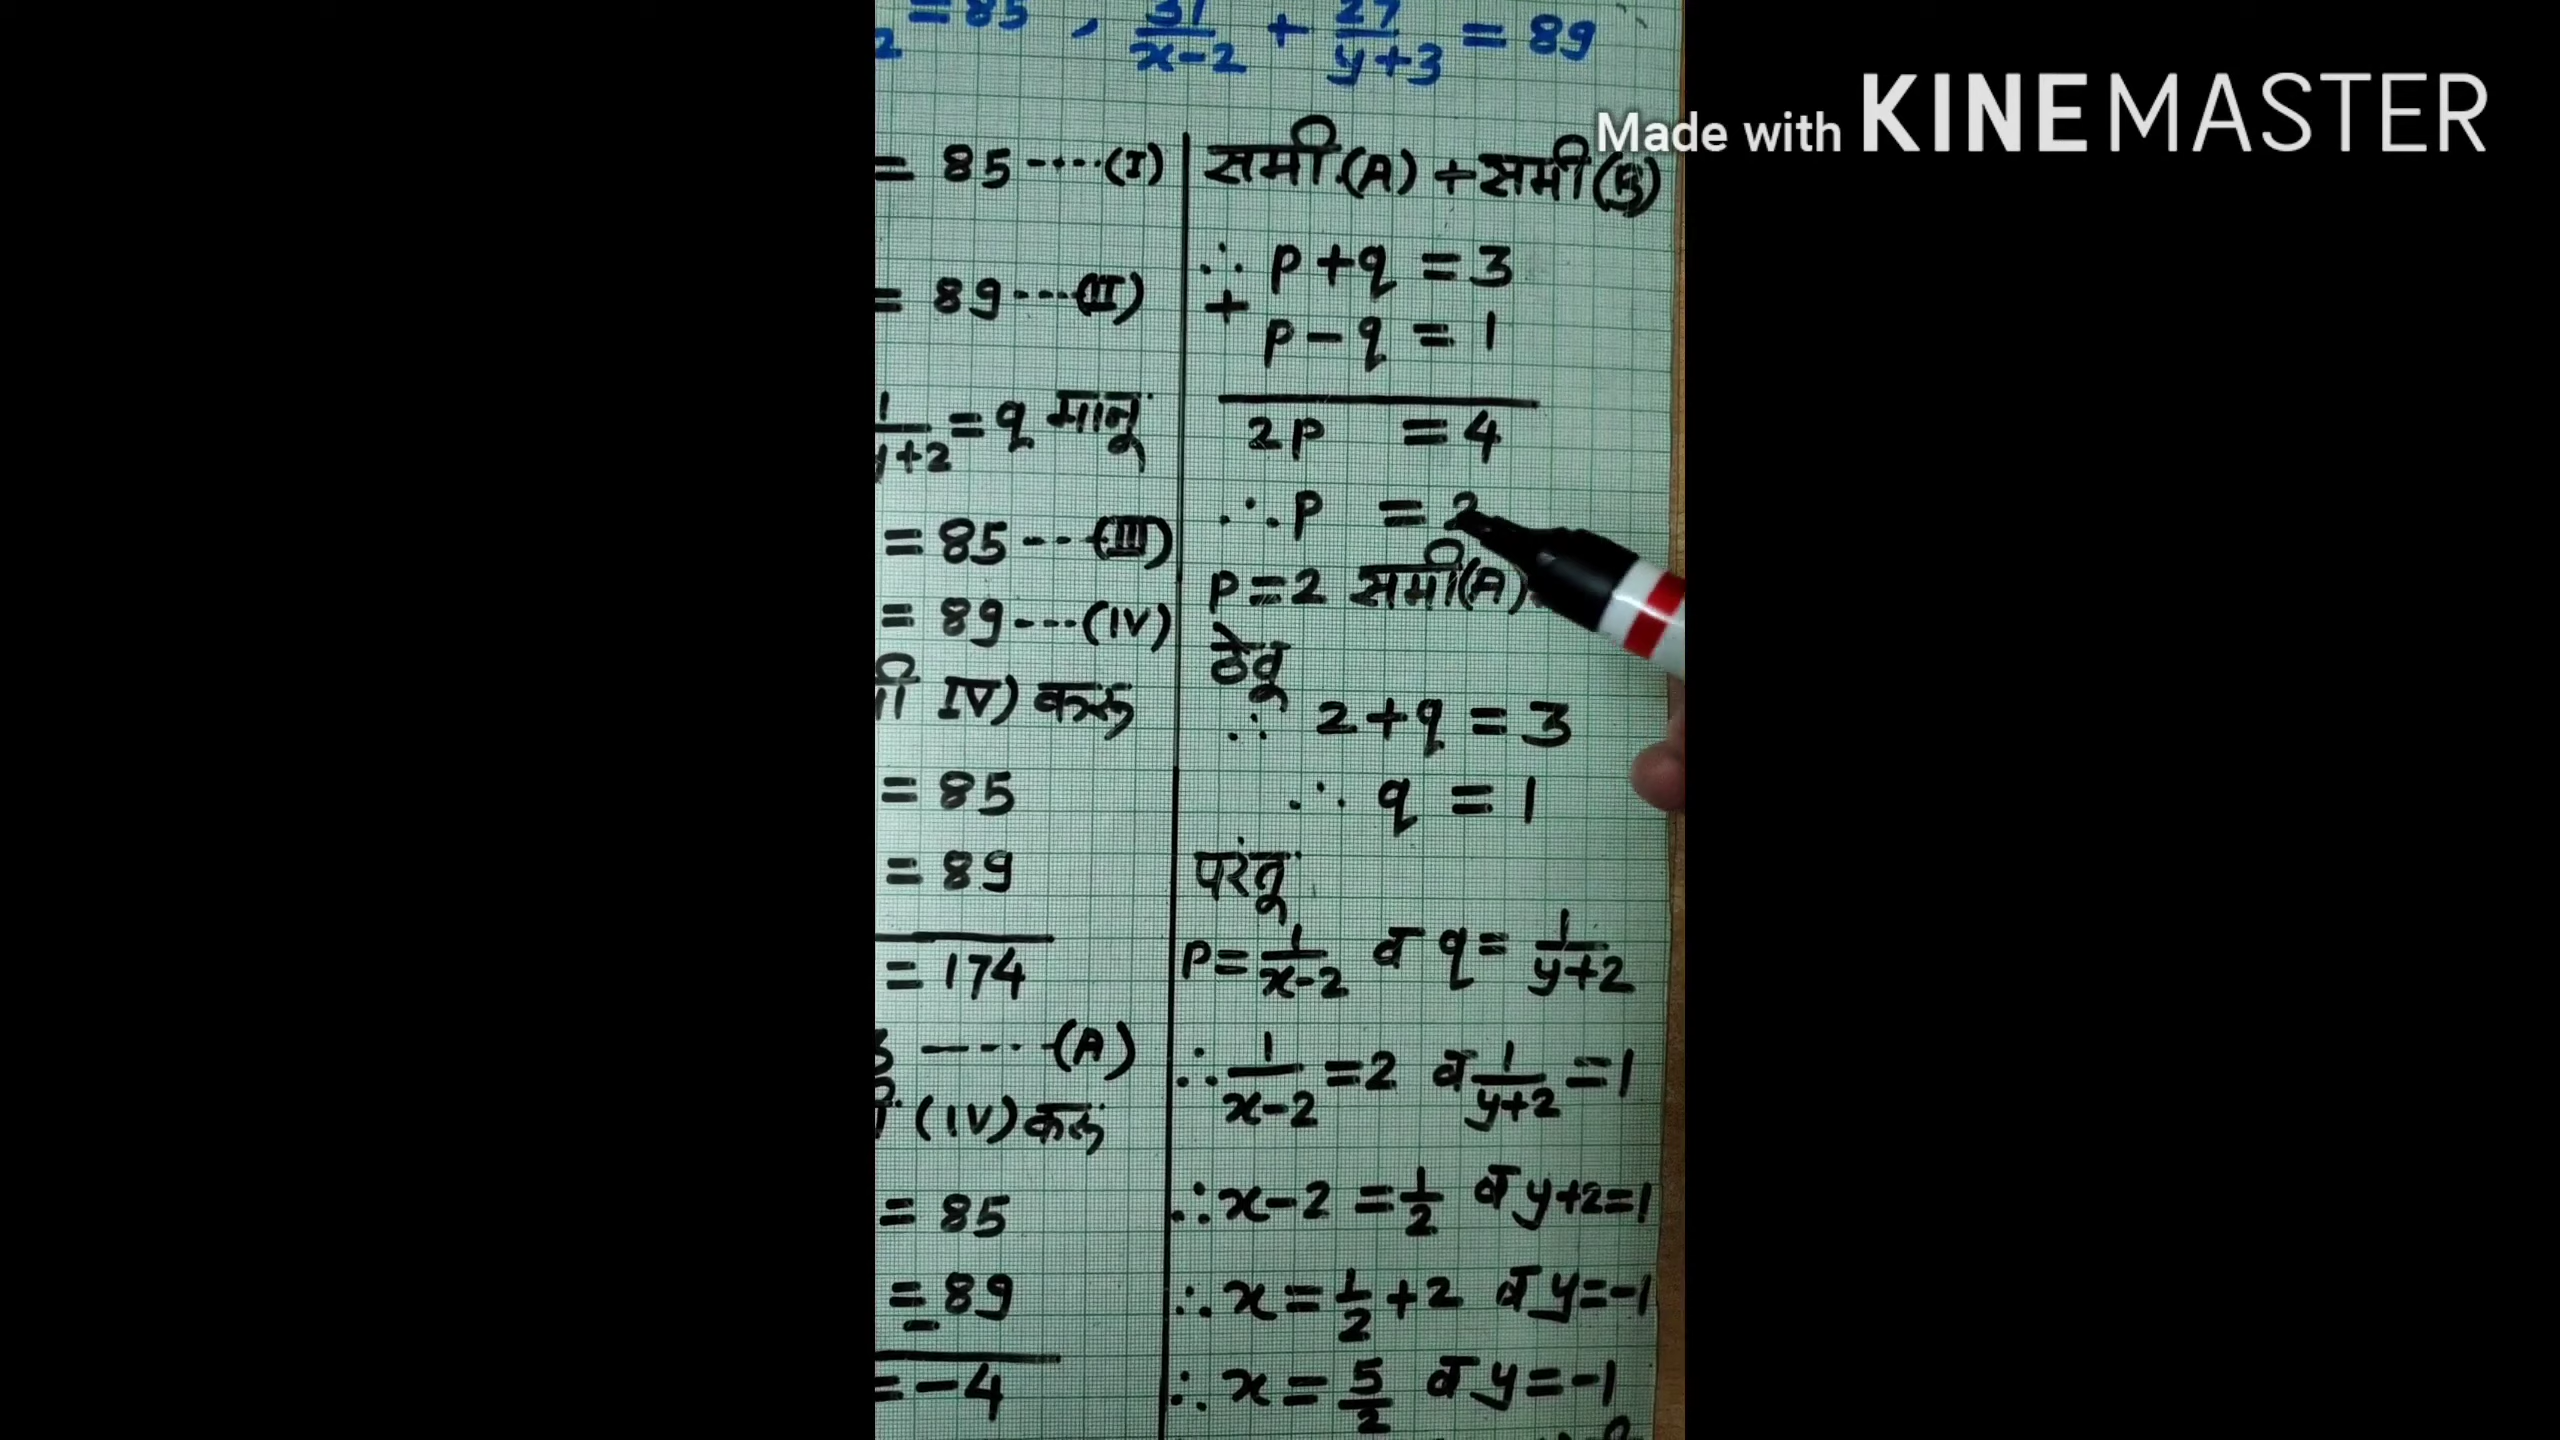 2 = 85 , 31/x-2 + 27/y+3 = 89
Made with KINEMASTER
= 85 ····(I)
= 89 ····(II)
1/y+2 = q मानू
= 85 ---(III)
= 89 ---(IV)
IV) करू
= 85
= 89
= 174
3 ---- (A)
(IV) करू
= 85
= 89
= -4
समी.(A) + समी(B)
∴ p+q = 3
+
p-q = 1
2p = 4
∴ p = 2
p = 2 समी(A)
ठेवू
∴ 2+q = 3
∴ q = 1
परंतू
p = 1/x-2 व q = 1/y+2
∴ 1/x-2 = 2 व 1/y+2 = 1
∴ x-2 = 1/2 व y+2=1
∴ x = 1/2 + 2 व y=-1
∴ x = 5/2 व y=-1